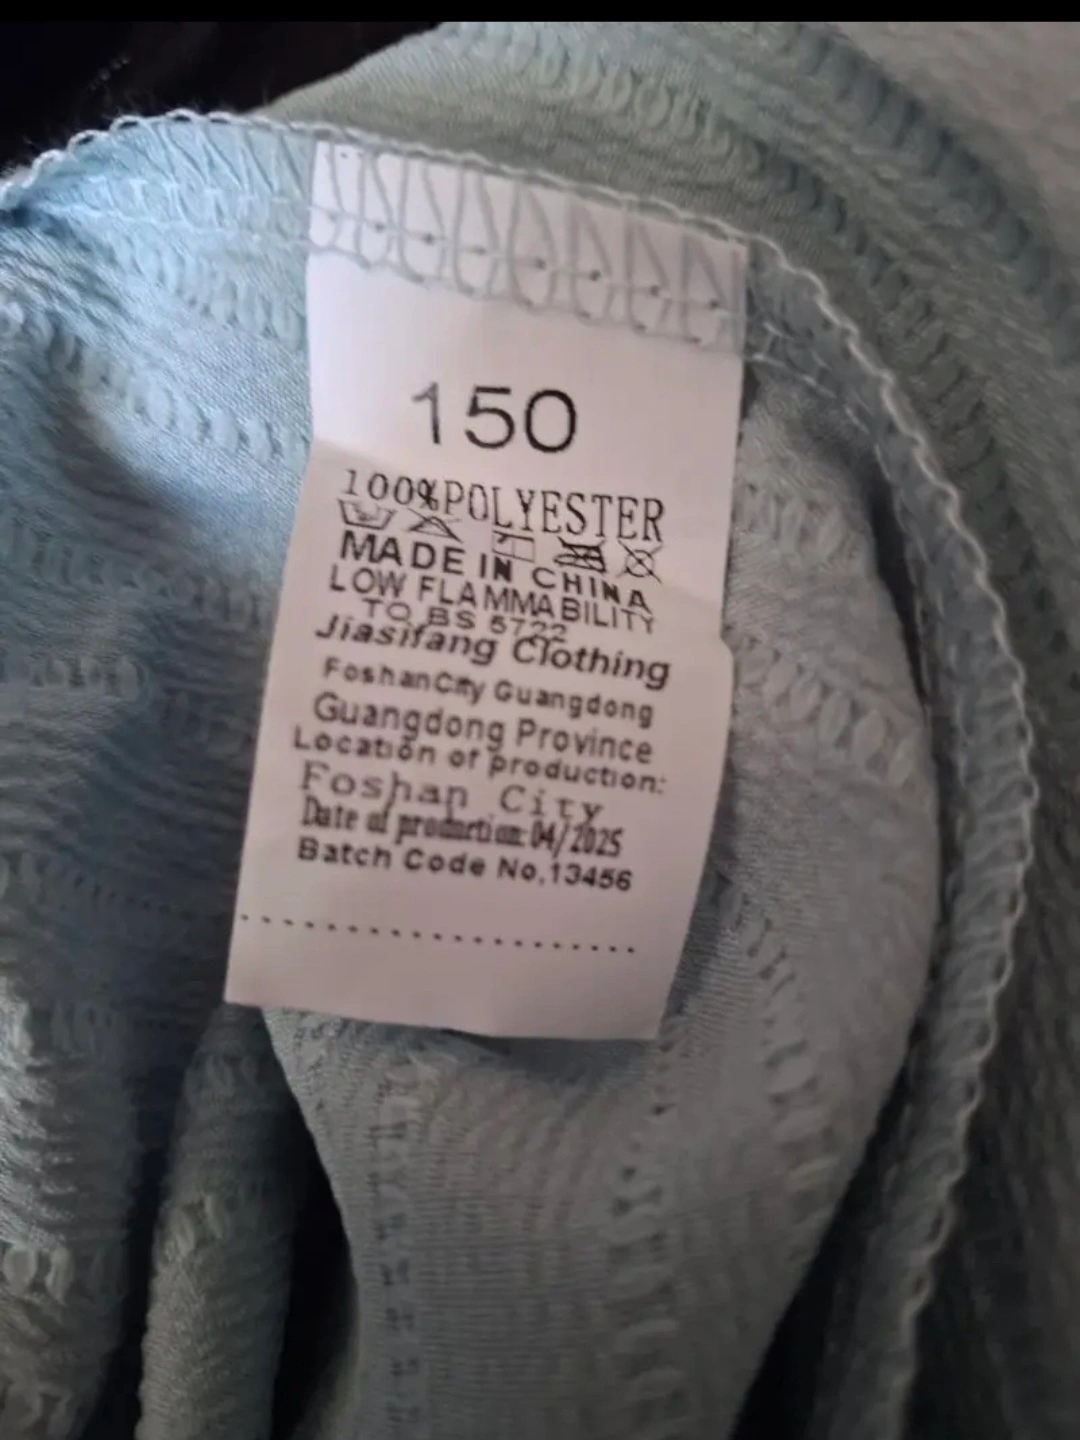 150
100%POLYESTER
MADE IN CHINA
LOW FLAMMABILITY
TO BS 5722
Jiasifang Clothing
FoshanCity Guangdong
Guangdong Province
Location of production:
Foshan City
Date of production:04/2025
Batch Code No,13456